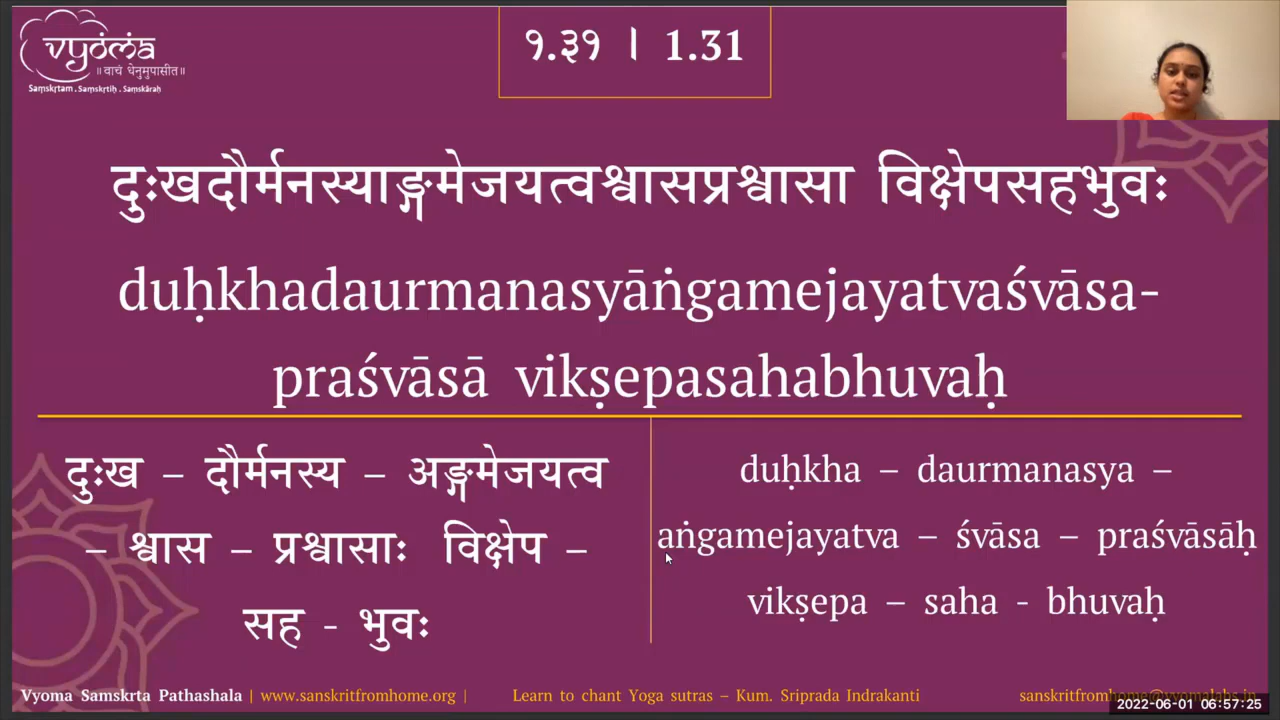 vyoma
॥वाचं धेनुमुपासीत॥
Saṃskṛtam . Saṃskṛtiḥ . Saṃskāraḥ
१.३१ । 1.31
दुःखदौर्मनस्याङ्गमेजयत्वश्वासप्रश्वासा विक्षेपसहभुवः
duḥkhadaurmanasyāṅgamejayatvaśvāsa-
praśvāsā vikṣepasahabhuvaḥ
दुःख – दौर्मनस्य – अङ्गमेजयत्व
– श्वास – प्रश्वासाः विक्षेप –
सह - भुवः
duḥkha – daurmanasya –
aṅgamejayatva – śvāsa – praśvāsāḥ
vikṣepa – saha - bhuvaḥ
Vyoma Samskrta Pathashala | www.sanskritfromhome.org | Learn to chant Yoga sutras – Kum. Sriprada Indrakanti
2022-06-01 06:57:25